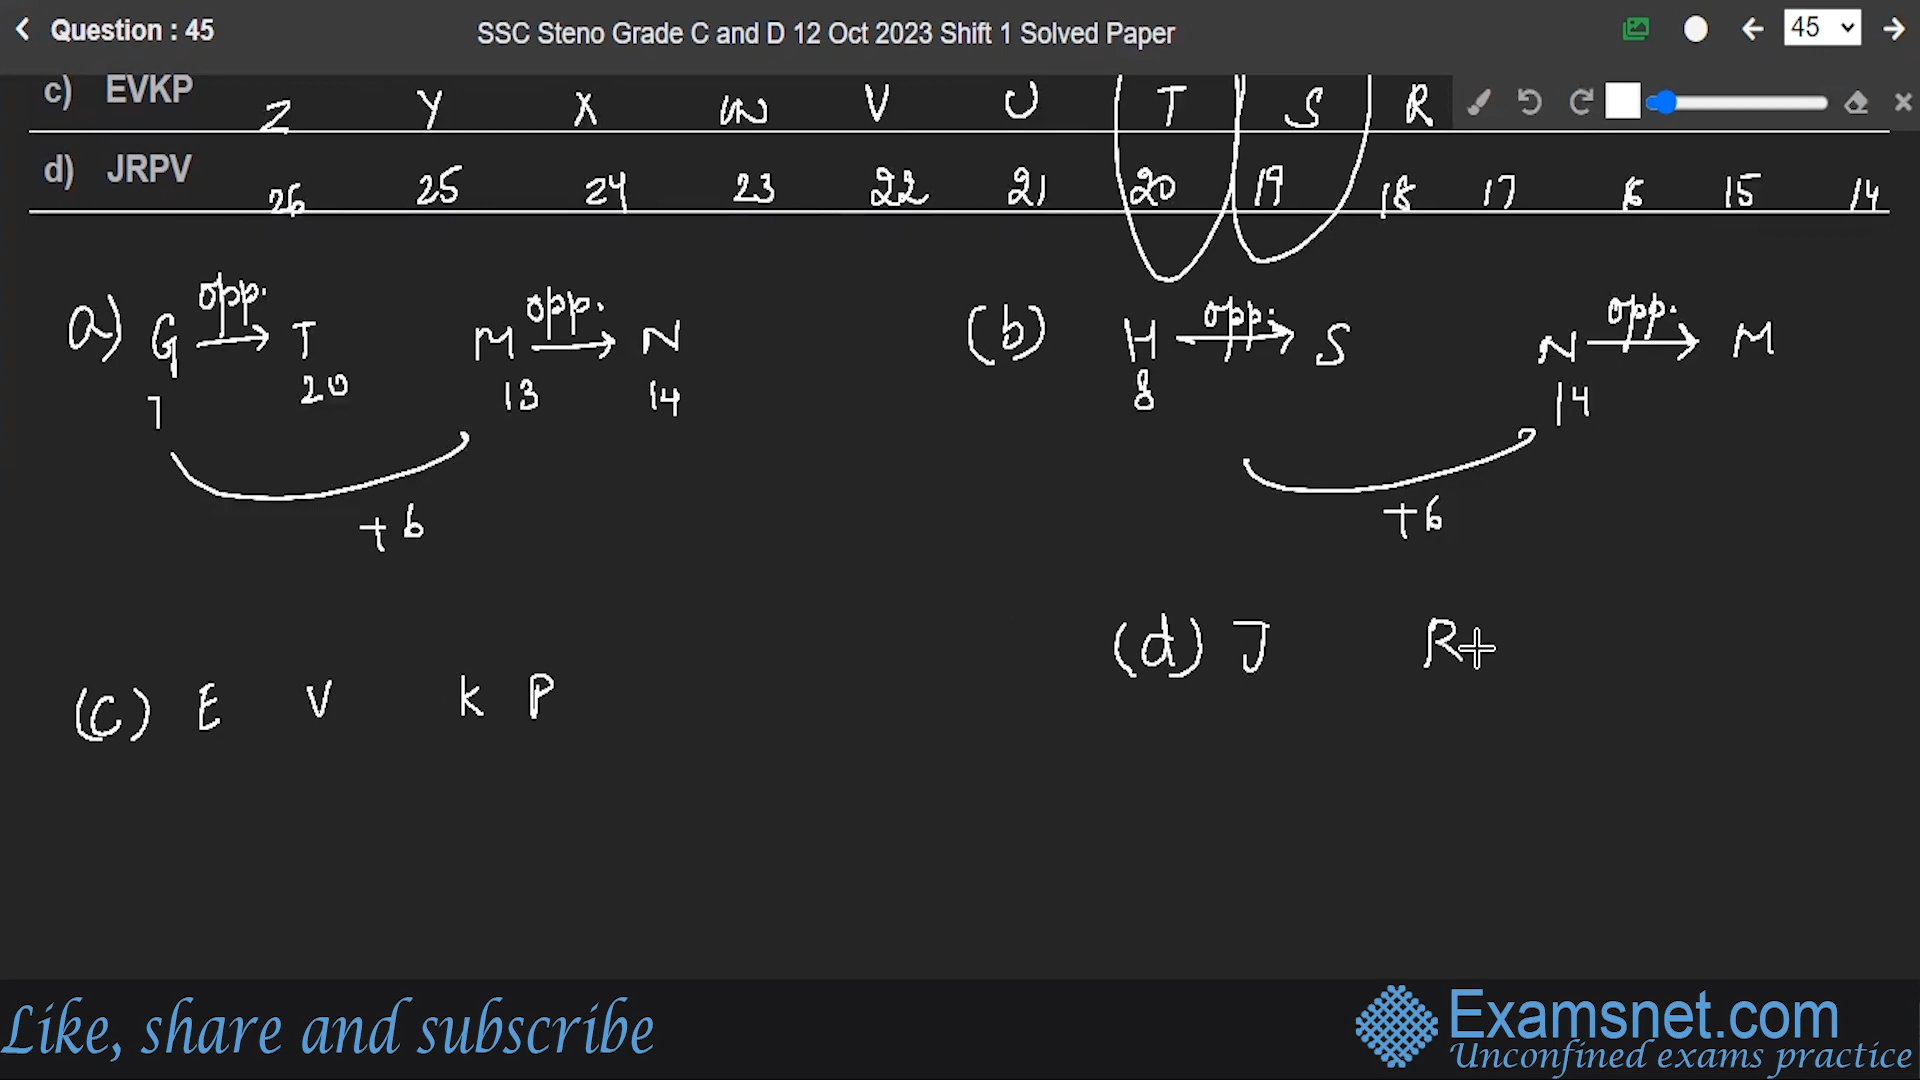 Question : 45 SSC Steno Grade C and D 12 Oct 2023 Shift 1 Solved Paper 45
c) EVKP
Z Y X W V U T S R
d) JRPV
26 25 24 23 22 21 20 19 18 17 16 15 14
a) G opp. T M opp. N (b) H opp. S N opp. M
7 20 13 14 8 14
+6 +6
(d) J R
(C) E V K P
Like, share and subscribe
Examsnet.com
Unconfined exams practice